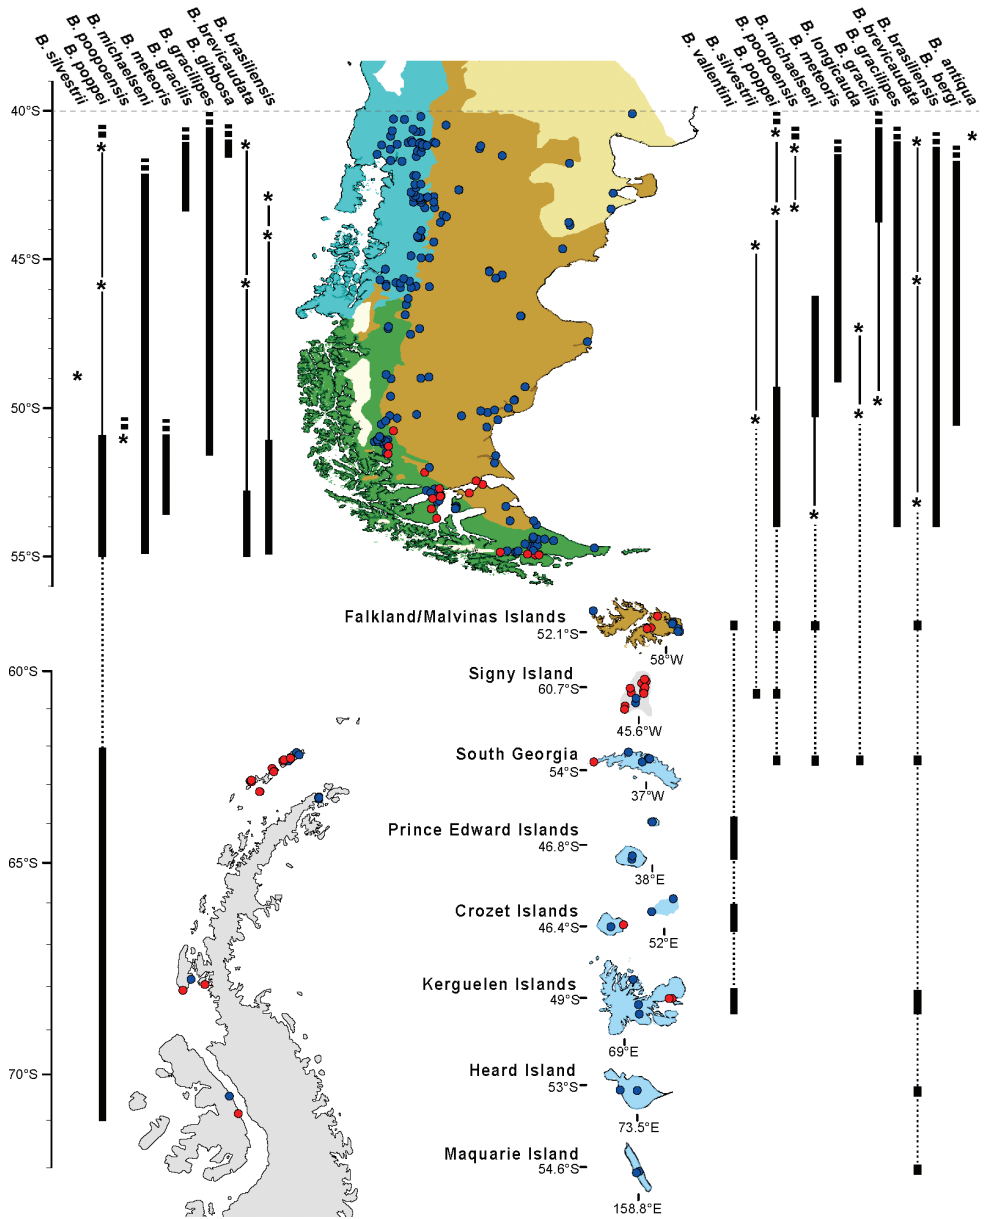 B. silvestrii
B. poppei
B. poopoensis
B. michaelseni
B. meteoris
B. gracilis
B. gracilipes
B. gibbosa
B. brevicaudata
B. brasiliensis
B. vallentini
B. silvestrii
B. poppei
B. poopoensis
B. michaelseni
B. meteoris
B. longicauda
B. gracilis
B. gracilipes
B. brevicaudata
B. brasiliensis
B. bergi
B. antiqua
40°S
45°S
50°S
55°S
60°S
65°S
70°S
Falkland/Malvinas Islands
52.1°S
58°W
Signy Island
60.7°S
45.6°W
South Georgia
54°S
37°W
Prince Edward Islands
46.8°S
38°E
Crozet Islands
46.4°S
52°E
Kerguelen Islands
49°S
69°E
Heard Island
53°S
73.5°E
Maquarie Island
54.6°S
158.8°E